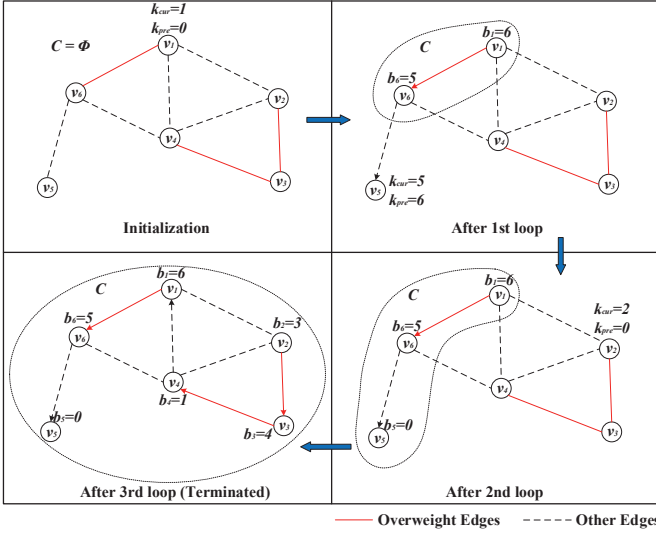 k_cur=1
k_pre=0
C = Φ
v₁
v₆
v₂
v₄
v₅
v₃
Initialization
C
b₁=6
v₁
b₆=5
v₆
v₂
v₄
v₅
k_cur=5
k_pre=6
v₃
After 1st loop
C
b₁=6
v₁
b₆=5
b₂=3
v₆
v₂
v₄
b₄=1
b₅=0
v₅
b₃=4
v₃
After 3rd loop (Terminated)
C
b₁=6
v₁
k_cur=2
k_pre=0
b₆=5
v₆
v₂
v₄
b₅=0
v₅
v₃
After 2nd loop
Overweight Edges
Other Edges